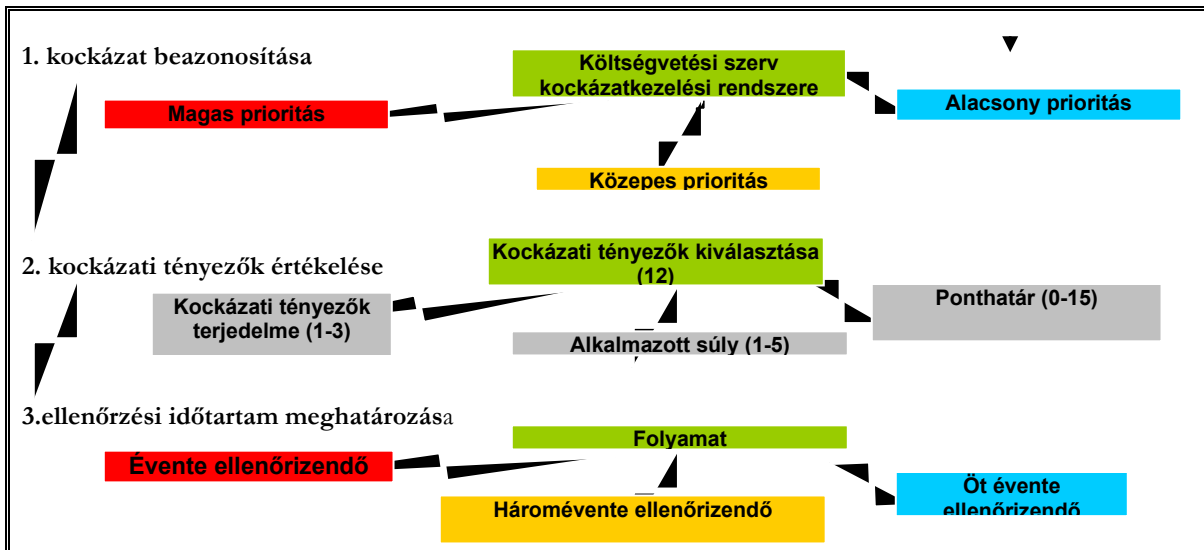 1. kockázat beazonosítása
Költségvetési szerv
kockázatkezelési rendszere
Magas prioritás
Alacsony prioritás
Közepes prioritás
2. kockázati tényezők értékelése
Kockázati tényezők kiválasztása
(12)
Kockázati tényezők
terjedelme (1-3)
Ponthatár (0-15)
Alkalmazott súly (1-5)
3.ellenőrzési időtartam meghatározása
Folyamat
Évente ellenőrizendő
Háromévente ellenőrizendő
Öt évente
ellenőrizendő